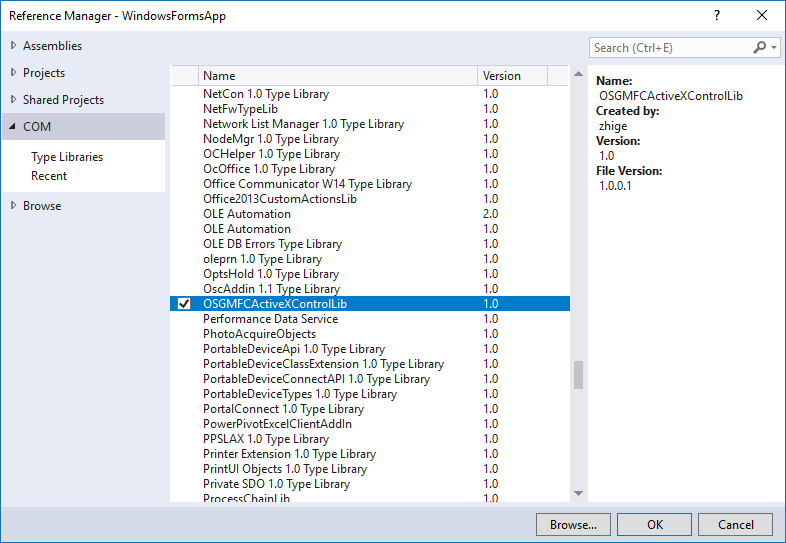 Reference Manager - WindowsFormsApp
Assemblies
Projects
Shared Projects
COM
Type Libraries
Recent
Browse
Name Version
NetCon 1.0 Type Library 1.0
NetFwTypeLib 1.0
Network List Manager 1.0 Type Library 1.0
NodeMgr 1.0 Type Library 1.0
OCHelper 1.0 Type Library 1.0
OcOffice 1.0 Type Library 1.0
Office Communicator W14 Type Library 1.0
Office2013CustomActionsLib 1.0
OLE Automation 2.0
OLE Automation 1.0
OLE DB Errors Type Library 1.0
oleprn 1.0 Type Library 1.0
OptsHold 1.0 Type Library 1.0
OscAddin 1.1 Type Library 1.0
OSGMFCActiveXControlLib 1.0
Performance Data Service 1.0
PhotoAcquireObjects 1.0
PortableDeviceApi 1.0 Type Library 1.0
PortableDeviceClassExtension 1.0 Type Library 1.0
PortableDeviceConnectAPI 1.0 Type Library 1.0
PortableDeviceTypes 1.0 Type Library 1.0
PortalConnect 1.0 Type Library 1.0
PowerPivotExcelClientAddIn 1.0
PPSLAX 1.0 Type Library 1.0
Printer Extension 1.0 Type Library 1.0
PrintUI Objects 1.0 Type Library 1.0
Private SDO 1.0 Type Library 1.0
ProcessChainLib 1.0
Search (Ctrl+E)
Name:
OSGMFCActiveXControlLib
Created by:
zhige
Version:
1.0
File Version:
1.0.0.1
Browse... OK Cancel